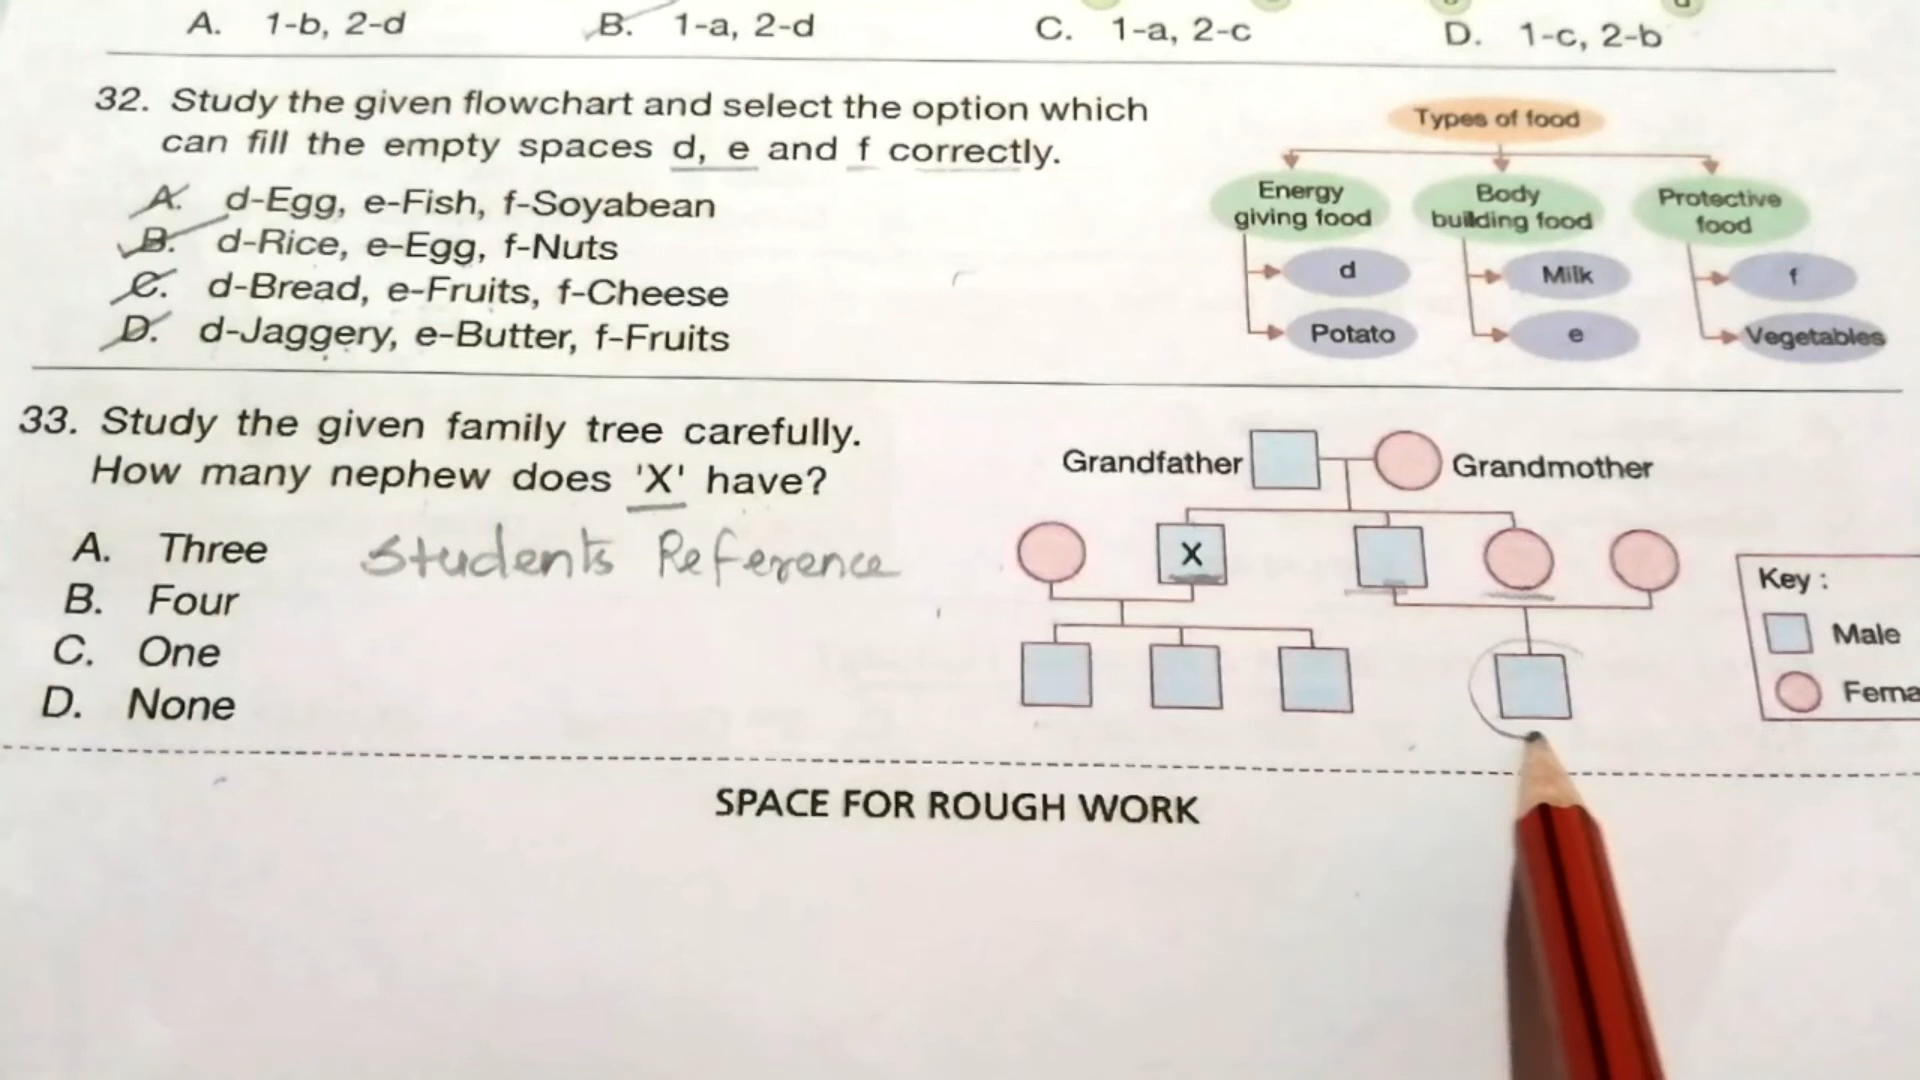 A. 1-b, 2-d B. 1-a, 2-d C. 1-a, 2-c D. 1-c, 2-b
32. Study the given flowchart and select the option which
can fill the empty spaces d, e and f correctly.
A. d-Egg, e-Fish, f-Soyabean
B. d-Rice, e-Egg, f-Nuts
C. d-Bread, e-Fruits, f-Cheese
D. d-Jaggery, e-Butter, f-Fruits
Types of food
Energy
giving food
Body
building food
Protective
food
d
Milk
f
Potato
e
Vegetables
33. Study the given family tree carefully.
How many nephew does 'X' have?
A. Three
B. Four
C. One
D. None
Students Reference
Grandfather
Grandmother
X
Key :
Male
Fema
SPACE FOR ROUGH WORK